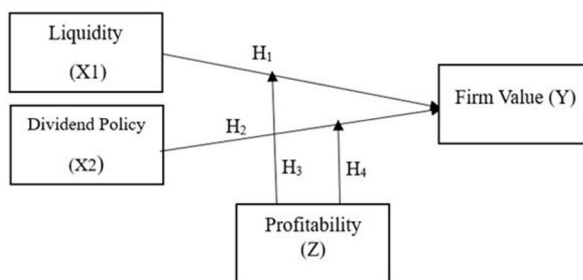 Liquidity
(X1)
H1
Firm Value (Y)
Dividend Policy
(X2)
H2
H3
H4
Profitability
(Z)